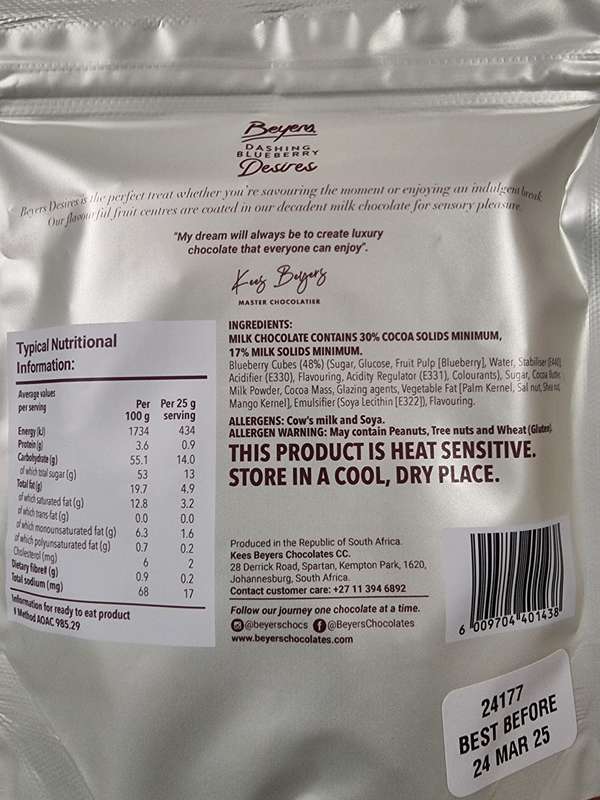 Beyers
DASHING
BLUEBERRY
Desires
Beyers Desires is the perfect treat whether you're savouring the moment or enjoying an indulgent break
Our flavourful fruit centres are coated in our decadent milk chocolate for sensory pleasure.
"My dream will always be to create luxury
chocolate that everyone can enjoy".
Kees Beyers
MASTER CHOCOLATIER
Typical Nutritional
Information:
Average values
per serving
Per 100 g
Per 25 g serving
Energy (kJ) 1734 434
Protein (g) 3.6 0.9
Carbohydrate (g) 55.1 14.0
of which total sugar (g) 53 13
Total fat (g) 19.7 4.9
of which saturated fat (g) 12.8 3.2
of which trans fat (g) 0.0 0.0
of which monounsaturated fat (g) 6.3 1.6
of which polyunsaturated fat (g) 0.7 0.2
Cholesterol (mg) 6 2
Dietary fibre# (g) 0.9 0.2
Total sodium (mg) 68 17
Information for ready to eat product
# Method AOAC 985.29
INGREDIENTS:
MILK CHOCOLATE CONTAINS 30% COCOA SOLIDS MINIMUM,
17% MILK SOLIDS MINIMUM.
Blueberry Cubes (48%) (Sugar, Glucose, Fruit Pulp [Blueberry], Water, Stabiliser [E440],
Acidifier (E330), Flavouring, Acidity Regulator (E331), Colourants), Sugar, Cocoa Butter,
Milk Powder, Cocoa Mass, Glazing agents, Vegetable Fat [Palm Kernel, Sal nut, Shea nut,
Mango Kernel], Emulsifier (Soya Lecithin [E322]), Flavouring.
ALLERGENS: Cow's milk and Soya.
ALLERGEN WARNING: May contain Peanuts, Tree nuts and Wheat (Gluten).
THIS PRODUCT IS HEAT SENSITIVE.
STORE IN A COOL, DRY PLACE.
Produced in the Republic of South Africa.
Kees Beyers Chocolates CC.
28 Derrick Road, Spartan, Kempton Park, 1620,
Johannesburg, South Africa.
Contact customer care: +27 11 394 6892
Follow our journey one chocolate at a time.
@beyerschocs @BeyersChocolates
www.beyerschocolates.com
6 009704 401438
24177
BEST BEFORE
24 MAR 25